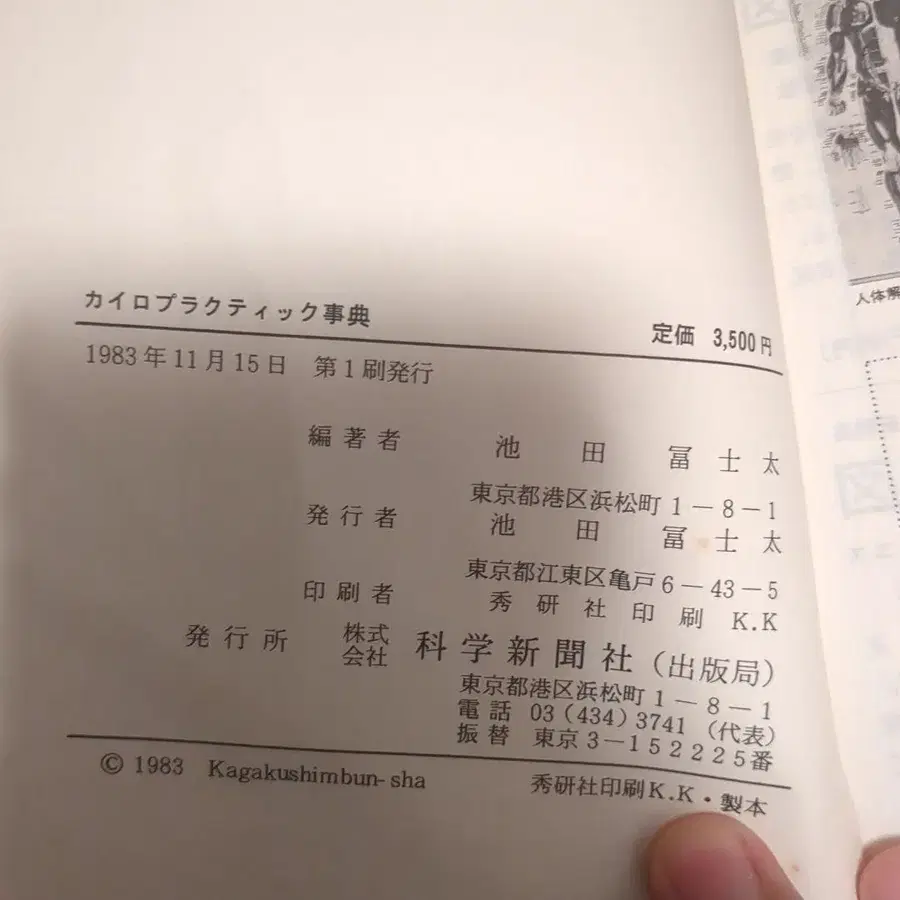 カイロプラクティック事典
定価 3,500円
1983年11月15日 第1刷発行
編著者 池田冨士太
東京都港区浜松町1-8-1
発行者 池田冨士太
東京都江東区亀戸6-43-5
印刷者 秀研社印刷K.K
発行所 株式会社 科学新聞社(出版局)
東京都港区浜松町1-8-1
電話 03(434)3741(代表)
振替 東京3-152225番
© 1983 Kagakushimbun-sha
秀研社印刷K.K・製本
人体解